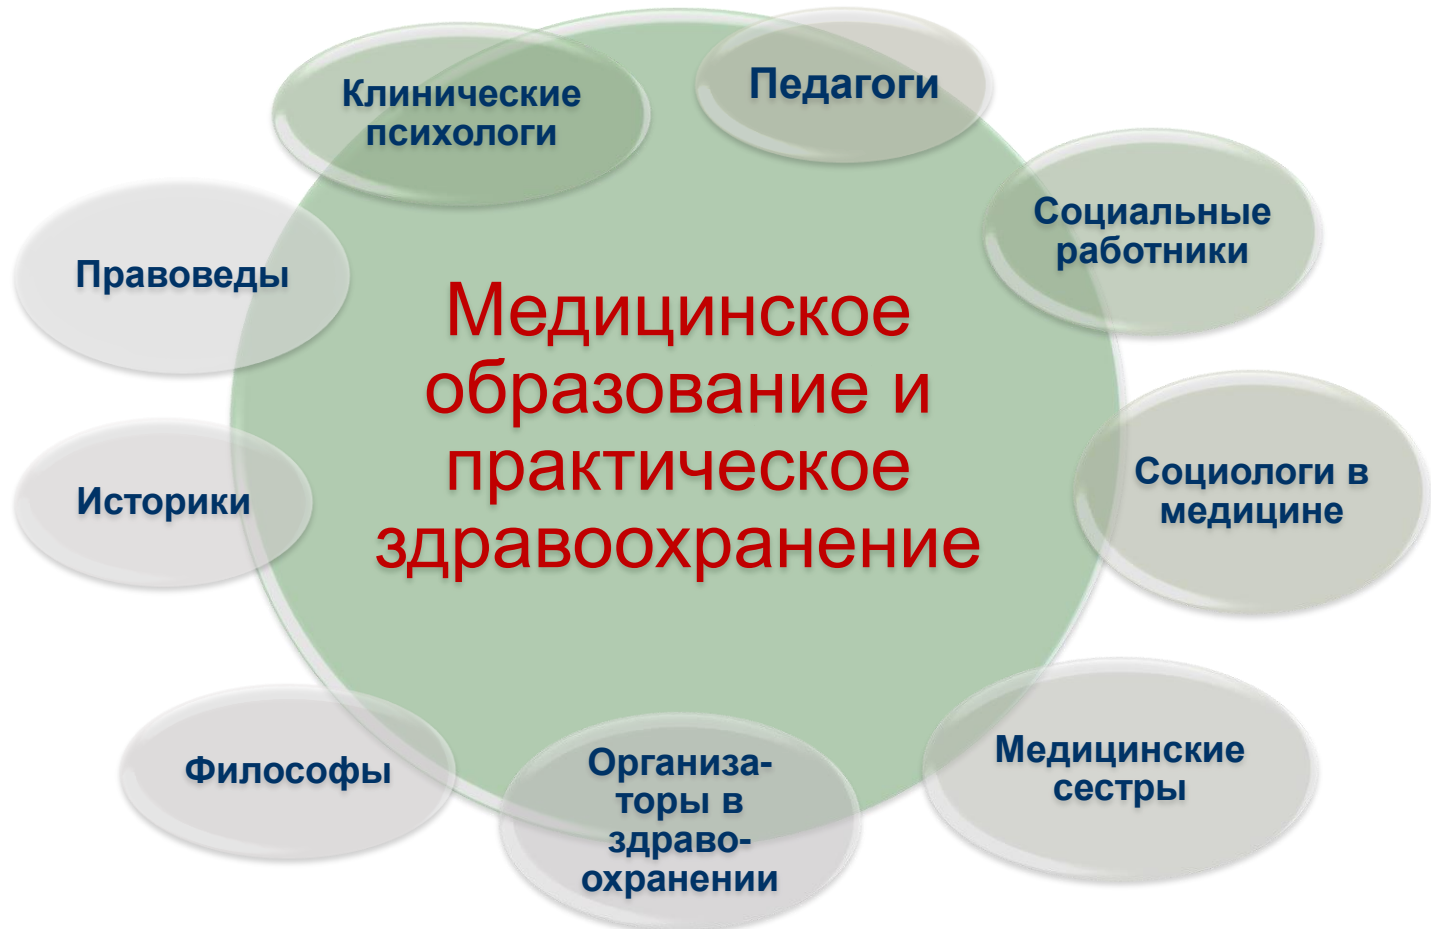 Клинические
психологи
Педагоги
Социальные
работники
Правоведы
Медицинское
образование и
практическое
здравоохранение
Социологи в
медицине
Историки
Медицинские
сестры
Организа-
торы в
здраво-
охранении
Философы